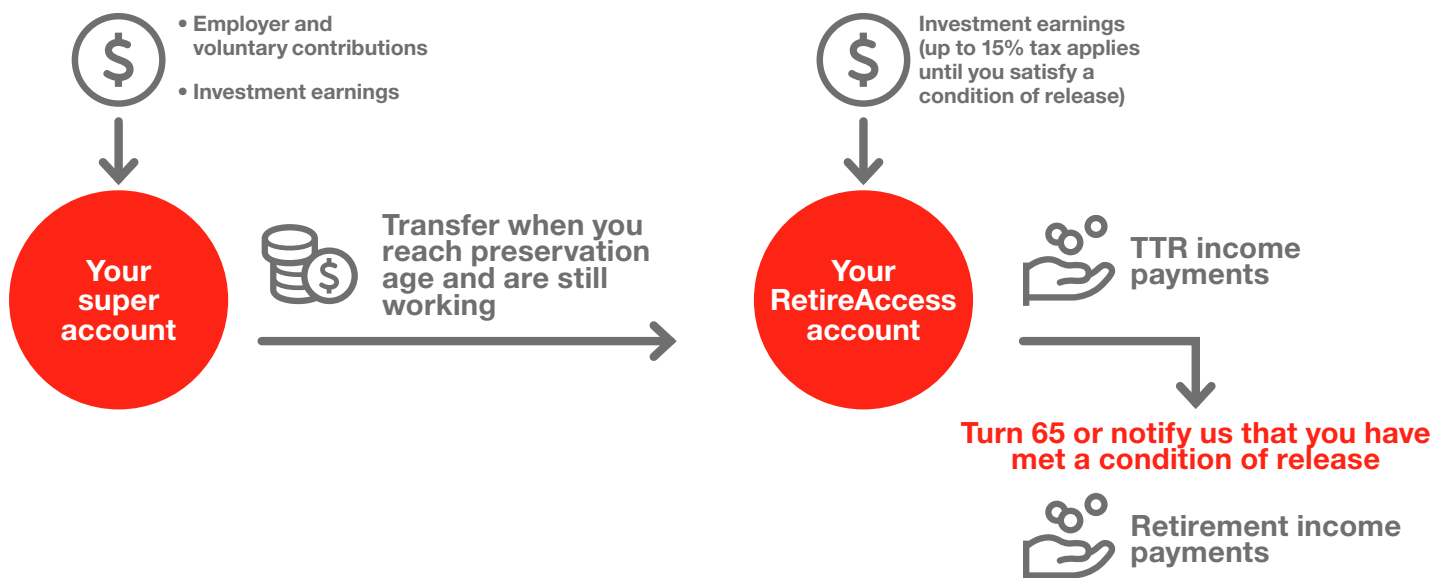 $
• Employer and
voluntary contributions
• Investment earnings
Your
super
account
$
Transfer when you
reach preservation
age and are still
working
$
Investment earnings
(up to 15% tax applies
until you satisfy a
condition of release)
Your
RetireAccess
account
TTR income
payments
Turn 65 or notify us that you have
met a condition of release
Retirement income
payments